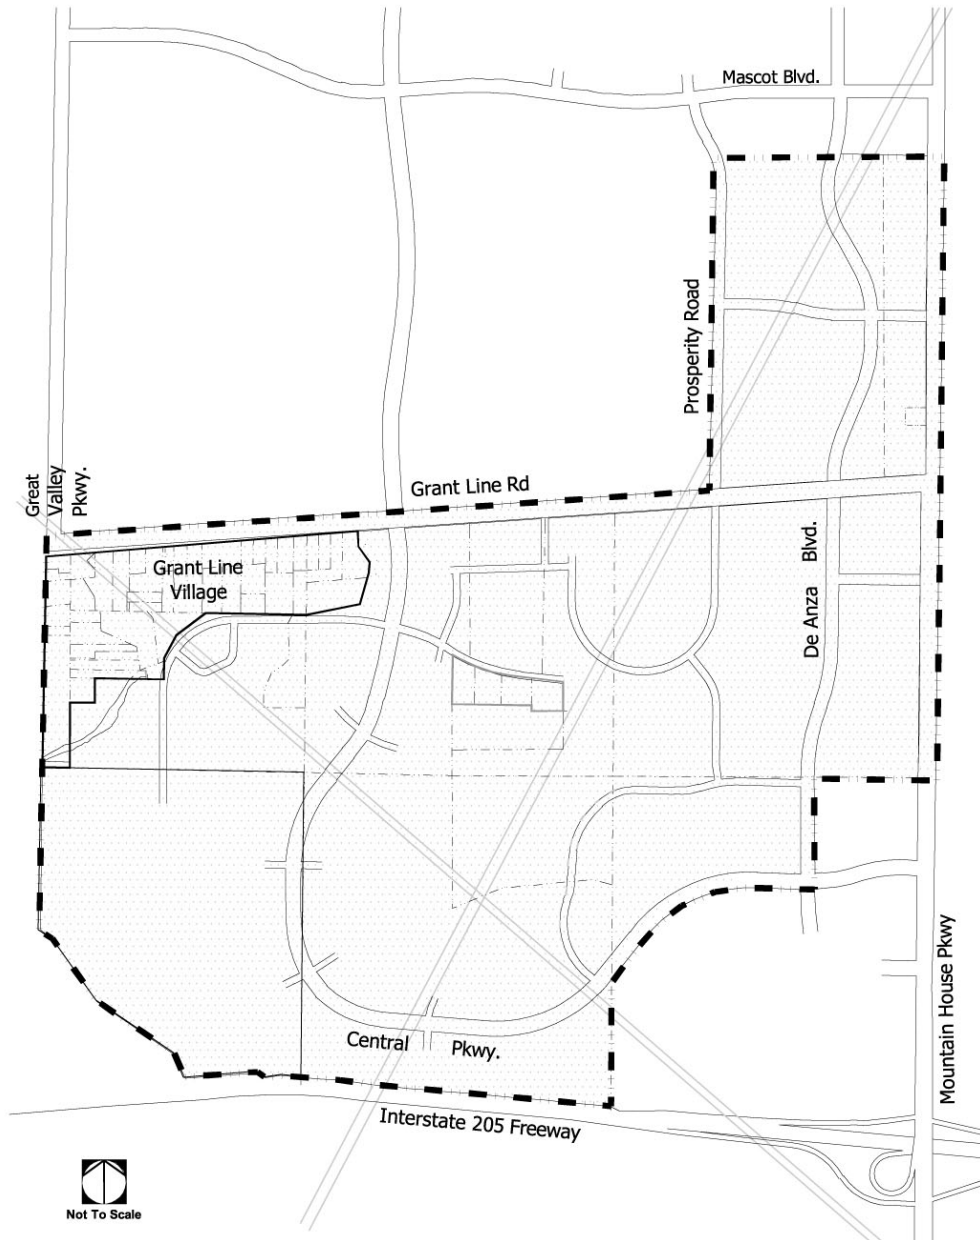 Mascot Blvd.
Prosperity Road
Great
Valley
Pkwy.
Grant Line Rd
Grant Line
Village
De Anza Blvd.
Mountain House Pkwy
Central Pkwy.
Interstate 205 Freeway
Not To Scale